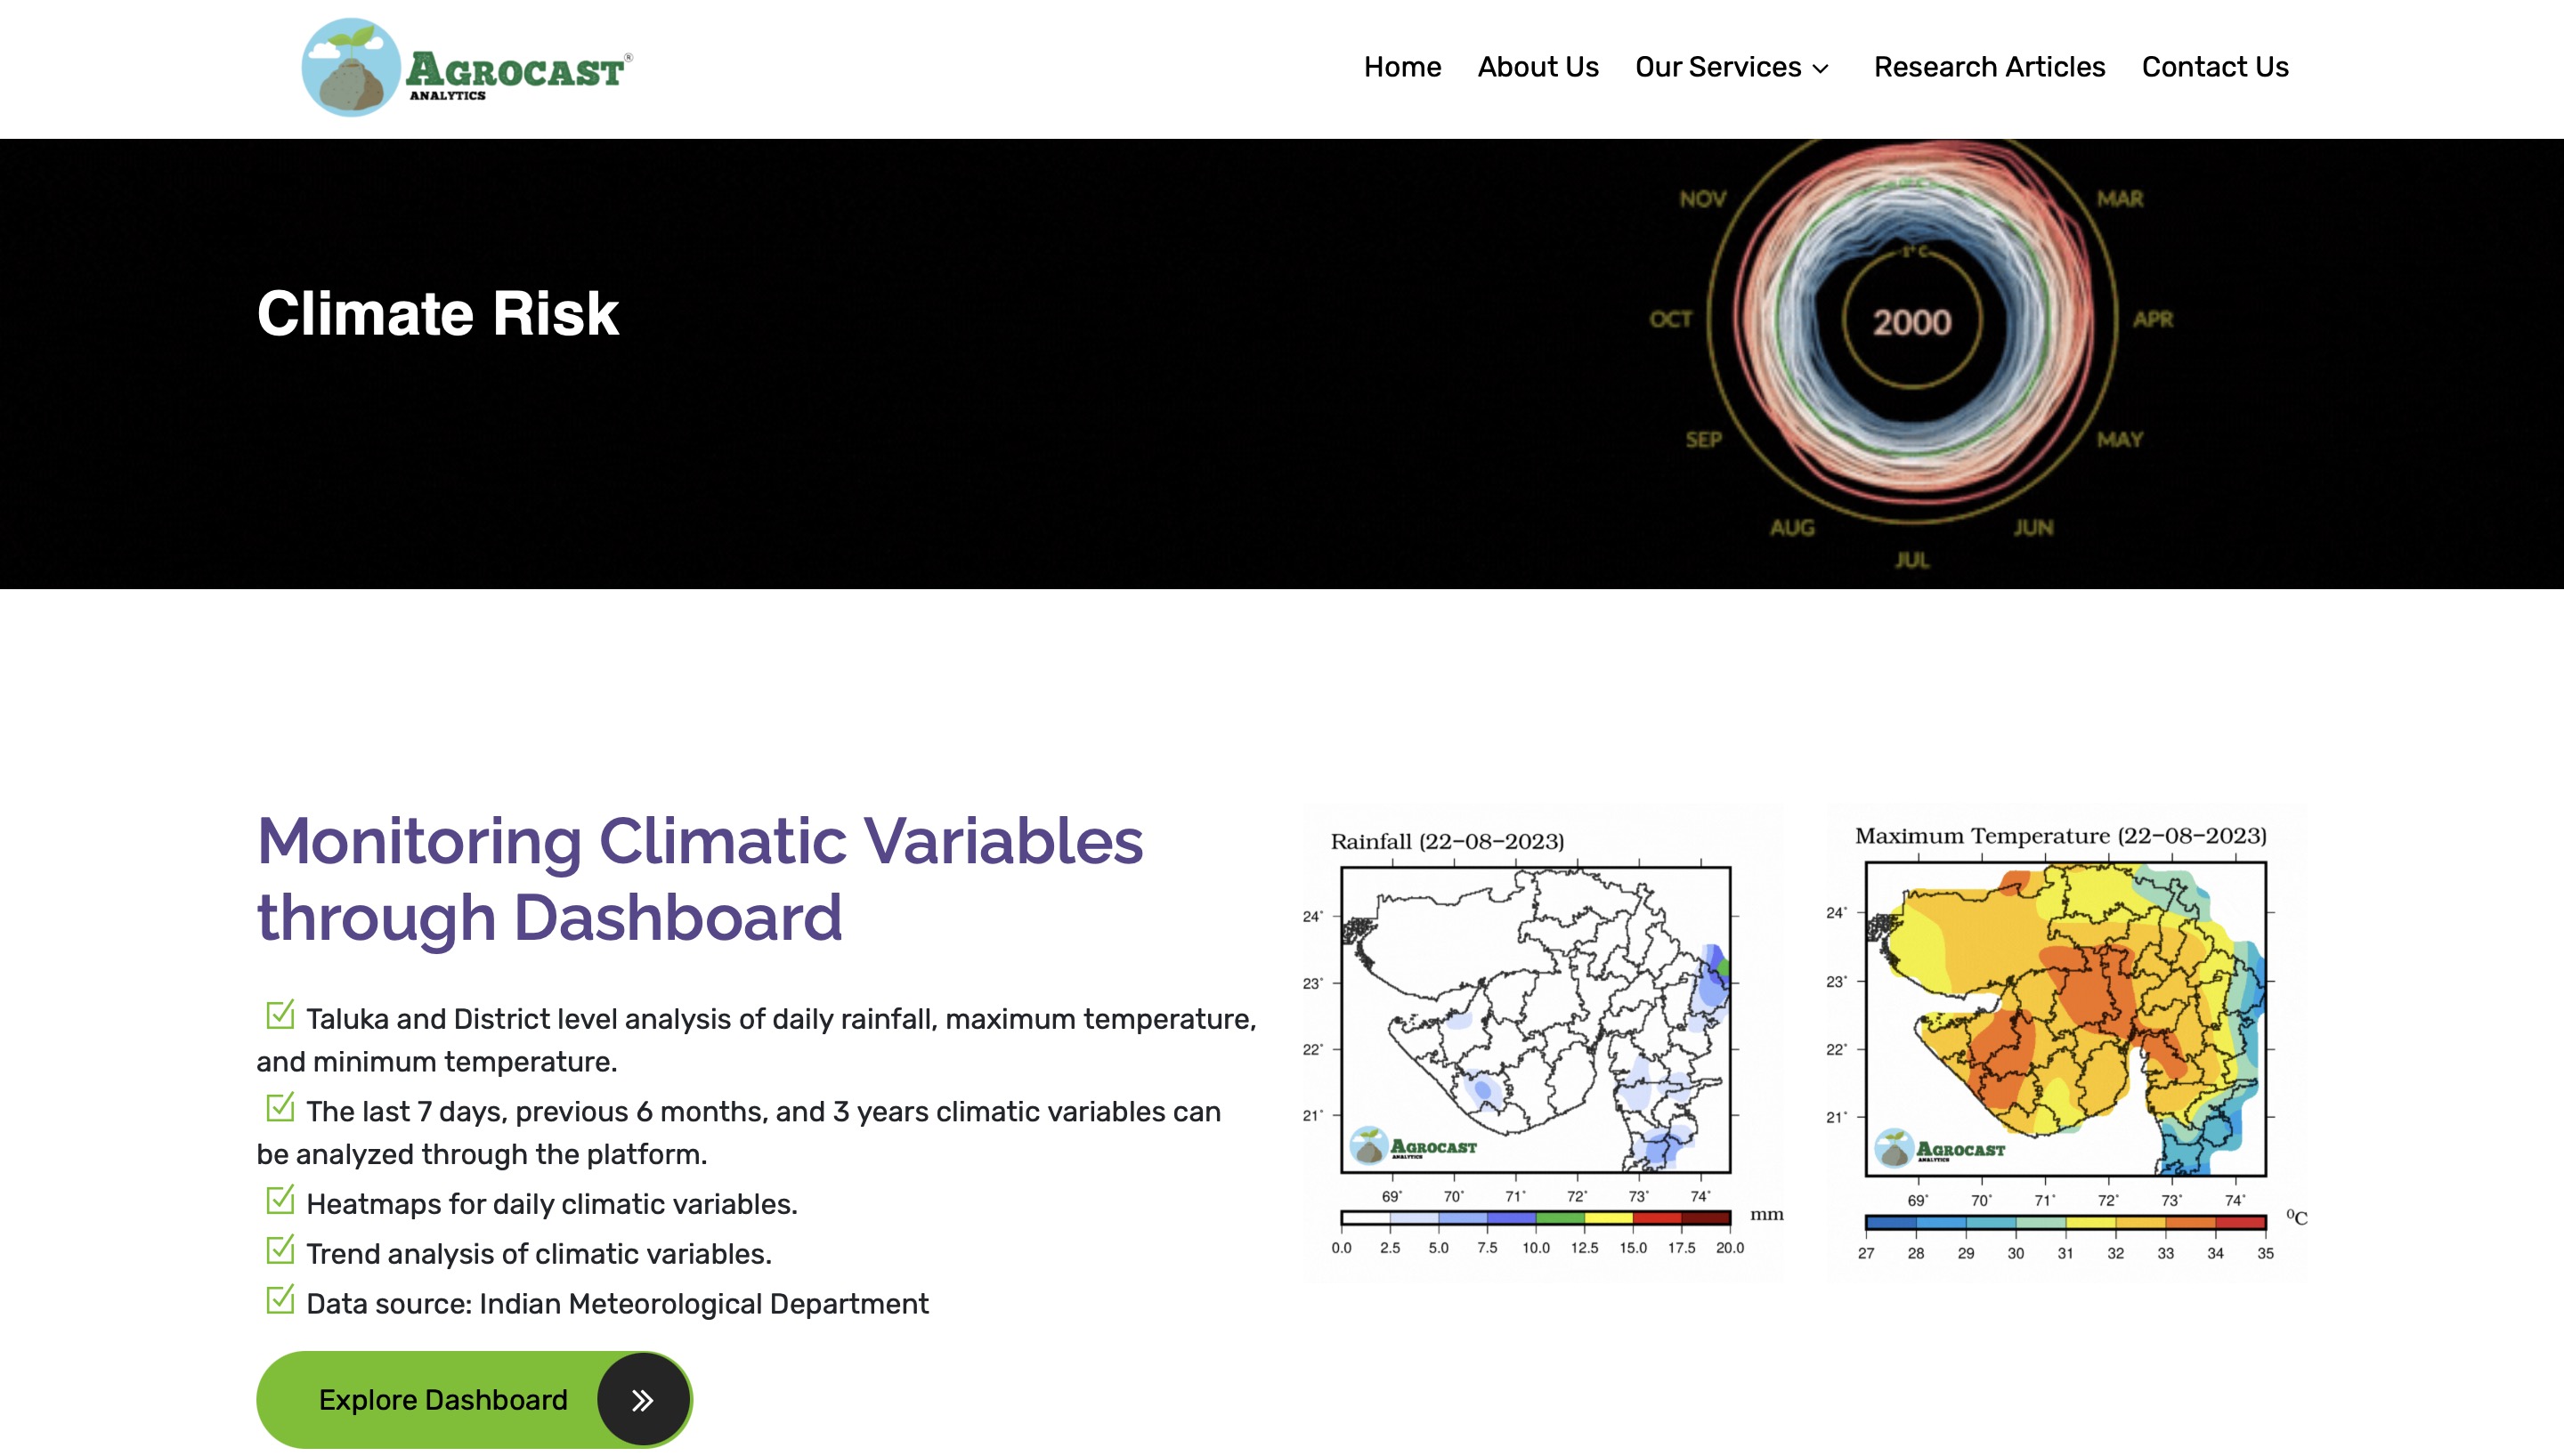 AGROCAST®
ANALYTICS
Home About Us Our Services Research Articles Contact Us
Climate Risk
NOV
MAR
1°C
OCT
2000
APR
SEP
MAY
AUG
JUN
JUL
Monitoring Climatic Variables
through Dashboard
Taluka and District level analysis of daily rainfall, maximum temperature,
and minimum temperature.
The last 7 days, previous 6 months, and 3 years climatic variables can
be analyzed through the platform.
Heatmaps for daily climatic variables.
Trend analysis of climatic variables.
Data source: Indian Meteorological Department
Explore Dashboard
Rainfall (22-08-2023)
24°
23°
22°
21°
AGROCAST
ANALYTICS
69° 70° 71° 72° 73° 74°
mm
0.0 2.5 5.0 7.5 10.0 12.5 15.0 17.5 20.0
Maximum Temperature (22-08-2023)
24°
23°
22°
21°
AGROCAST
ANALYTICS
69° 70° 71° 72° 73° 74°
⁰C
27 28 29 30 31 32 33 34 35